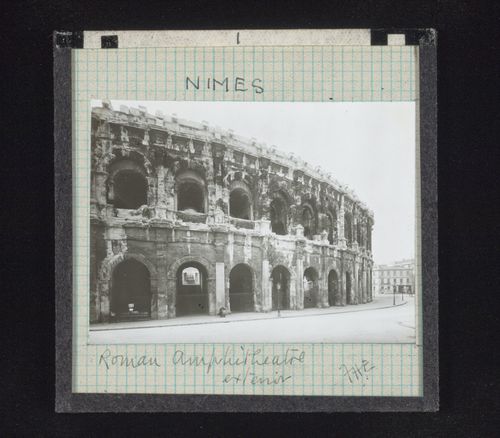 1
NIMES
Roman Amphitheatre
exterior